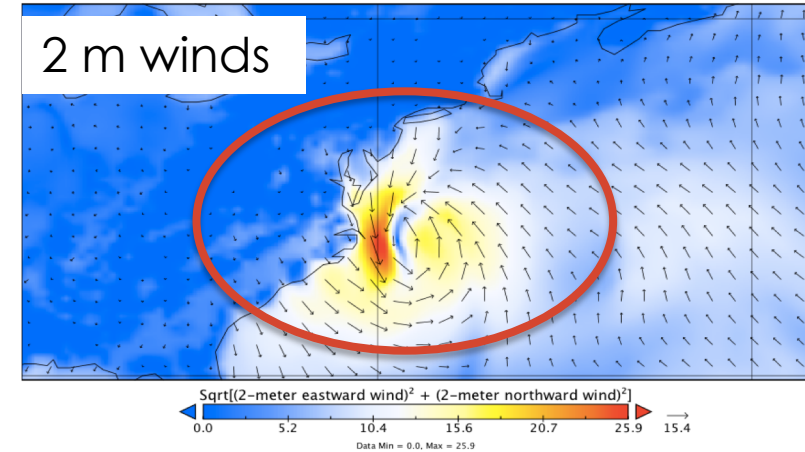 2 m winds
Sqrt[(2-meter eastward wind)² + (2-meter northward wind)²]
0.0 5.2 10.4 15.6 20.7 25.9 15.4
Data Min = 0.0, Max = 25.9